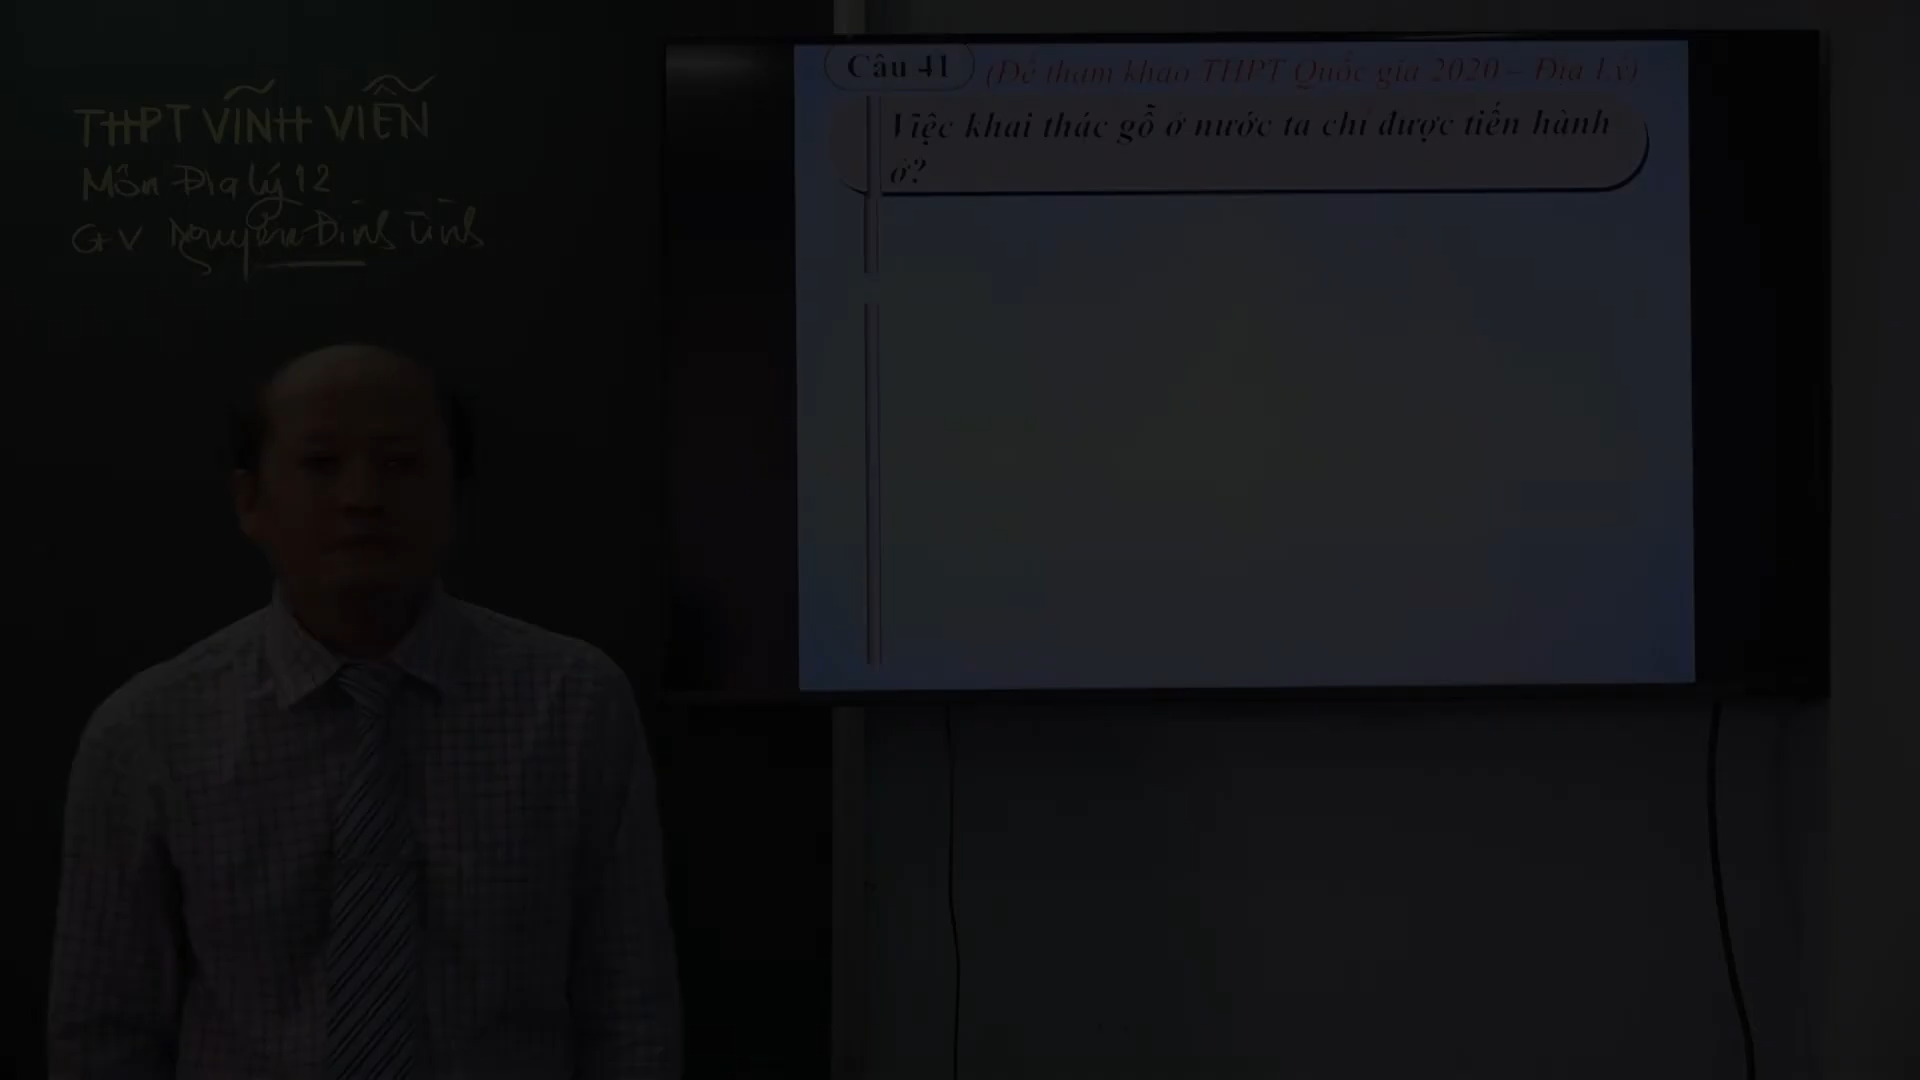 THPT VĨNH VIỄN
Môn Địa lý 12
GV Nguyễn Đình Tình
Câu 41
(Đề tham khảo THPT Quốc gia 2020 – Địa Lý)
Việc khai thác gỗ ở nước ta chỉ được tiến hành
ở?